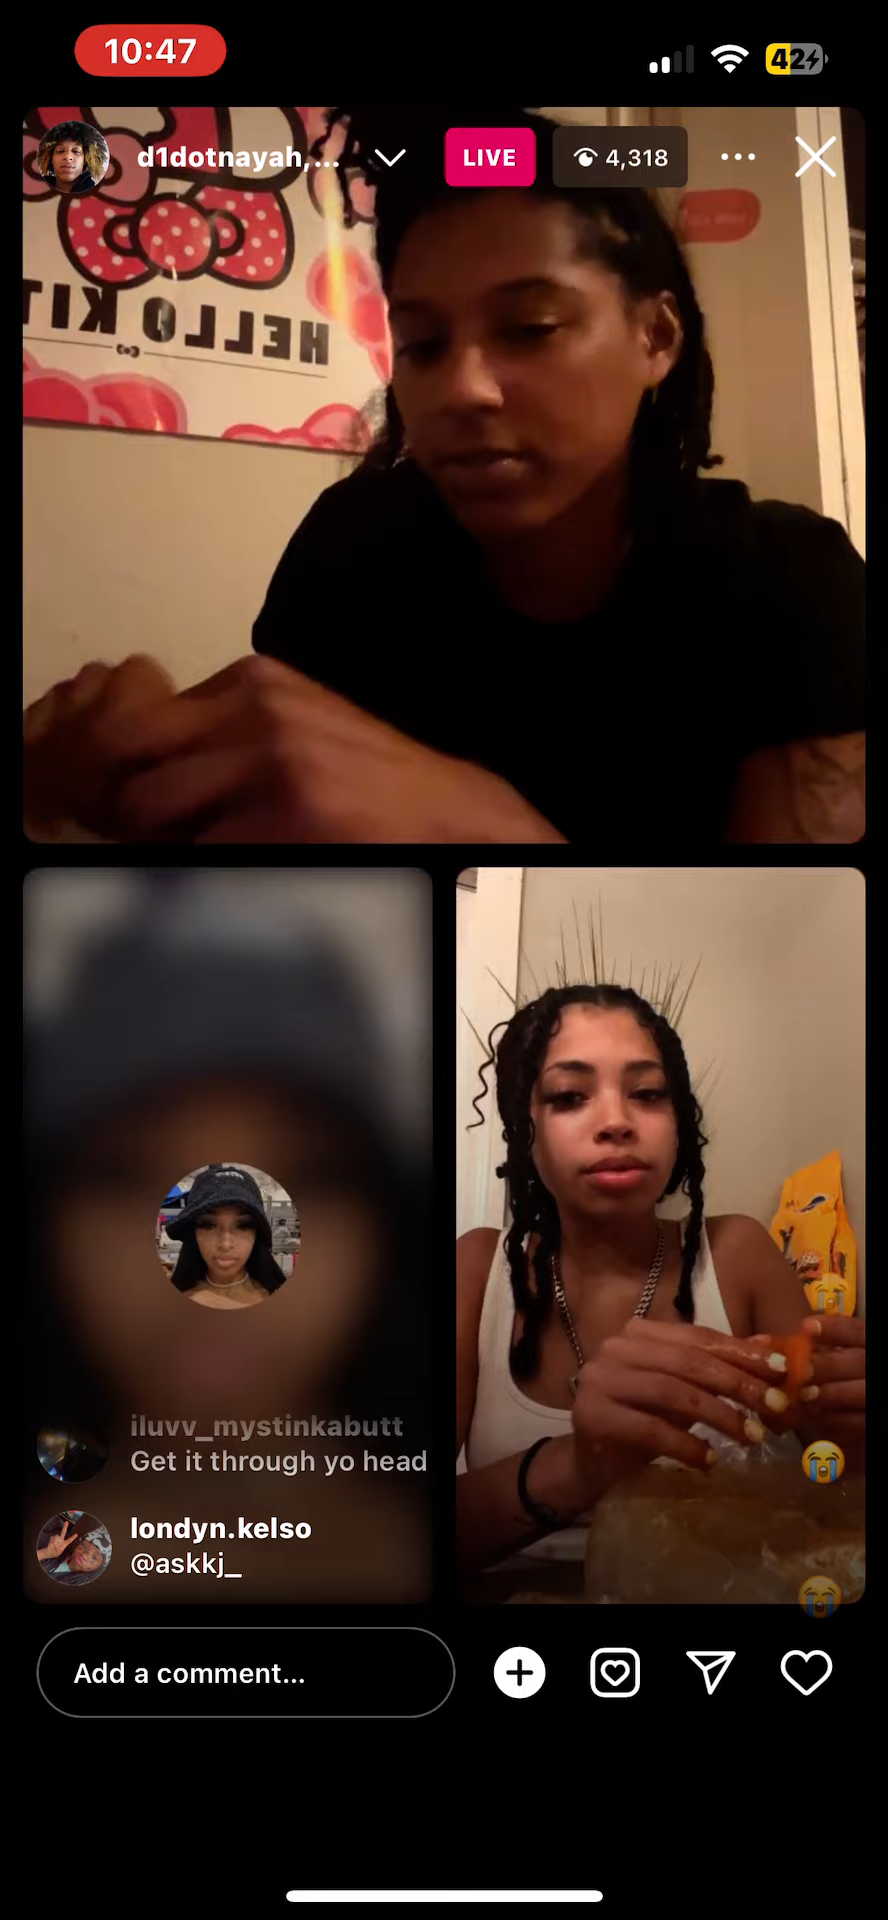 10:47
42
d1dotnayah,...
LIVE
4,318
HELLO KIT
iluvv_mystinkabutt
Get it through yo head
londyn.kelso
@askkj_
Add a comment...